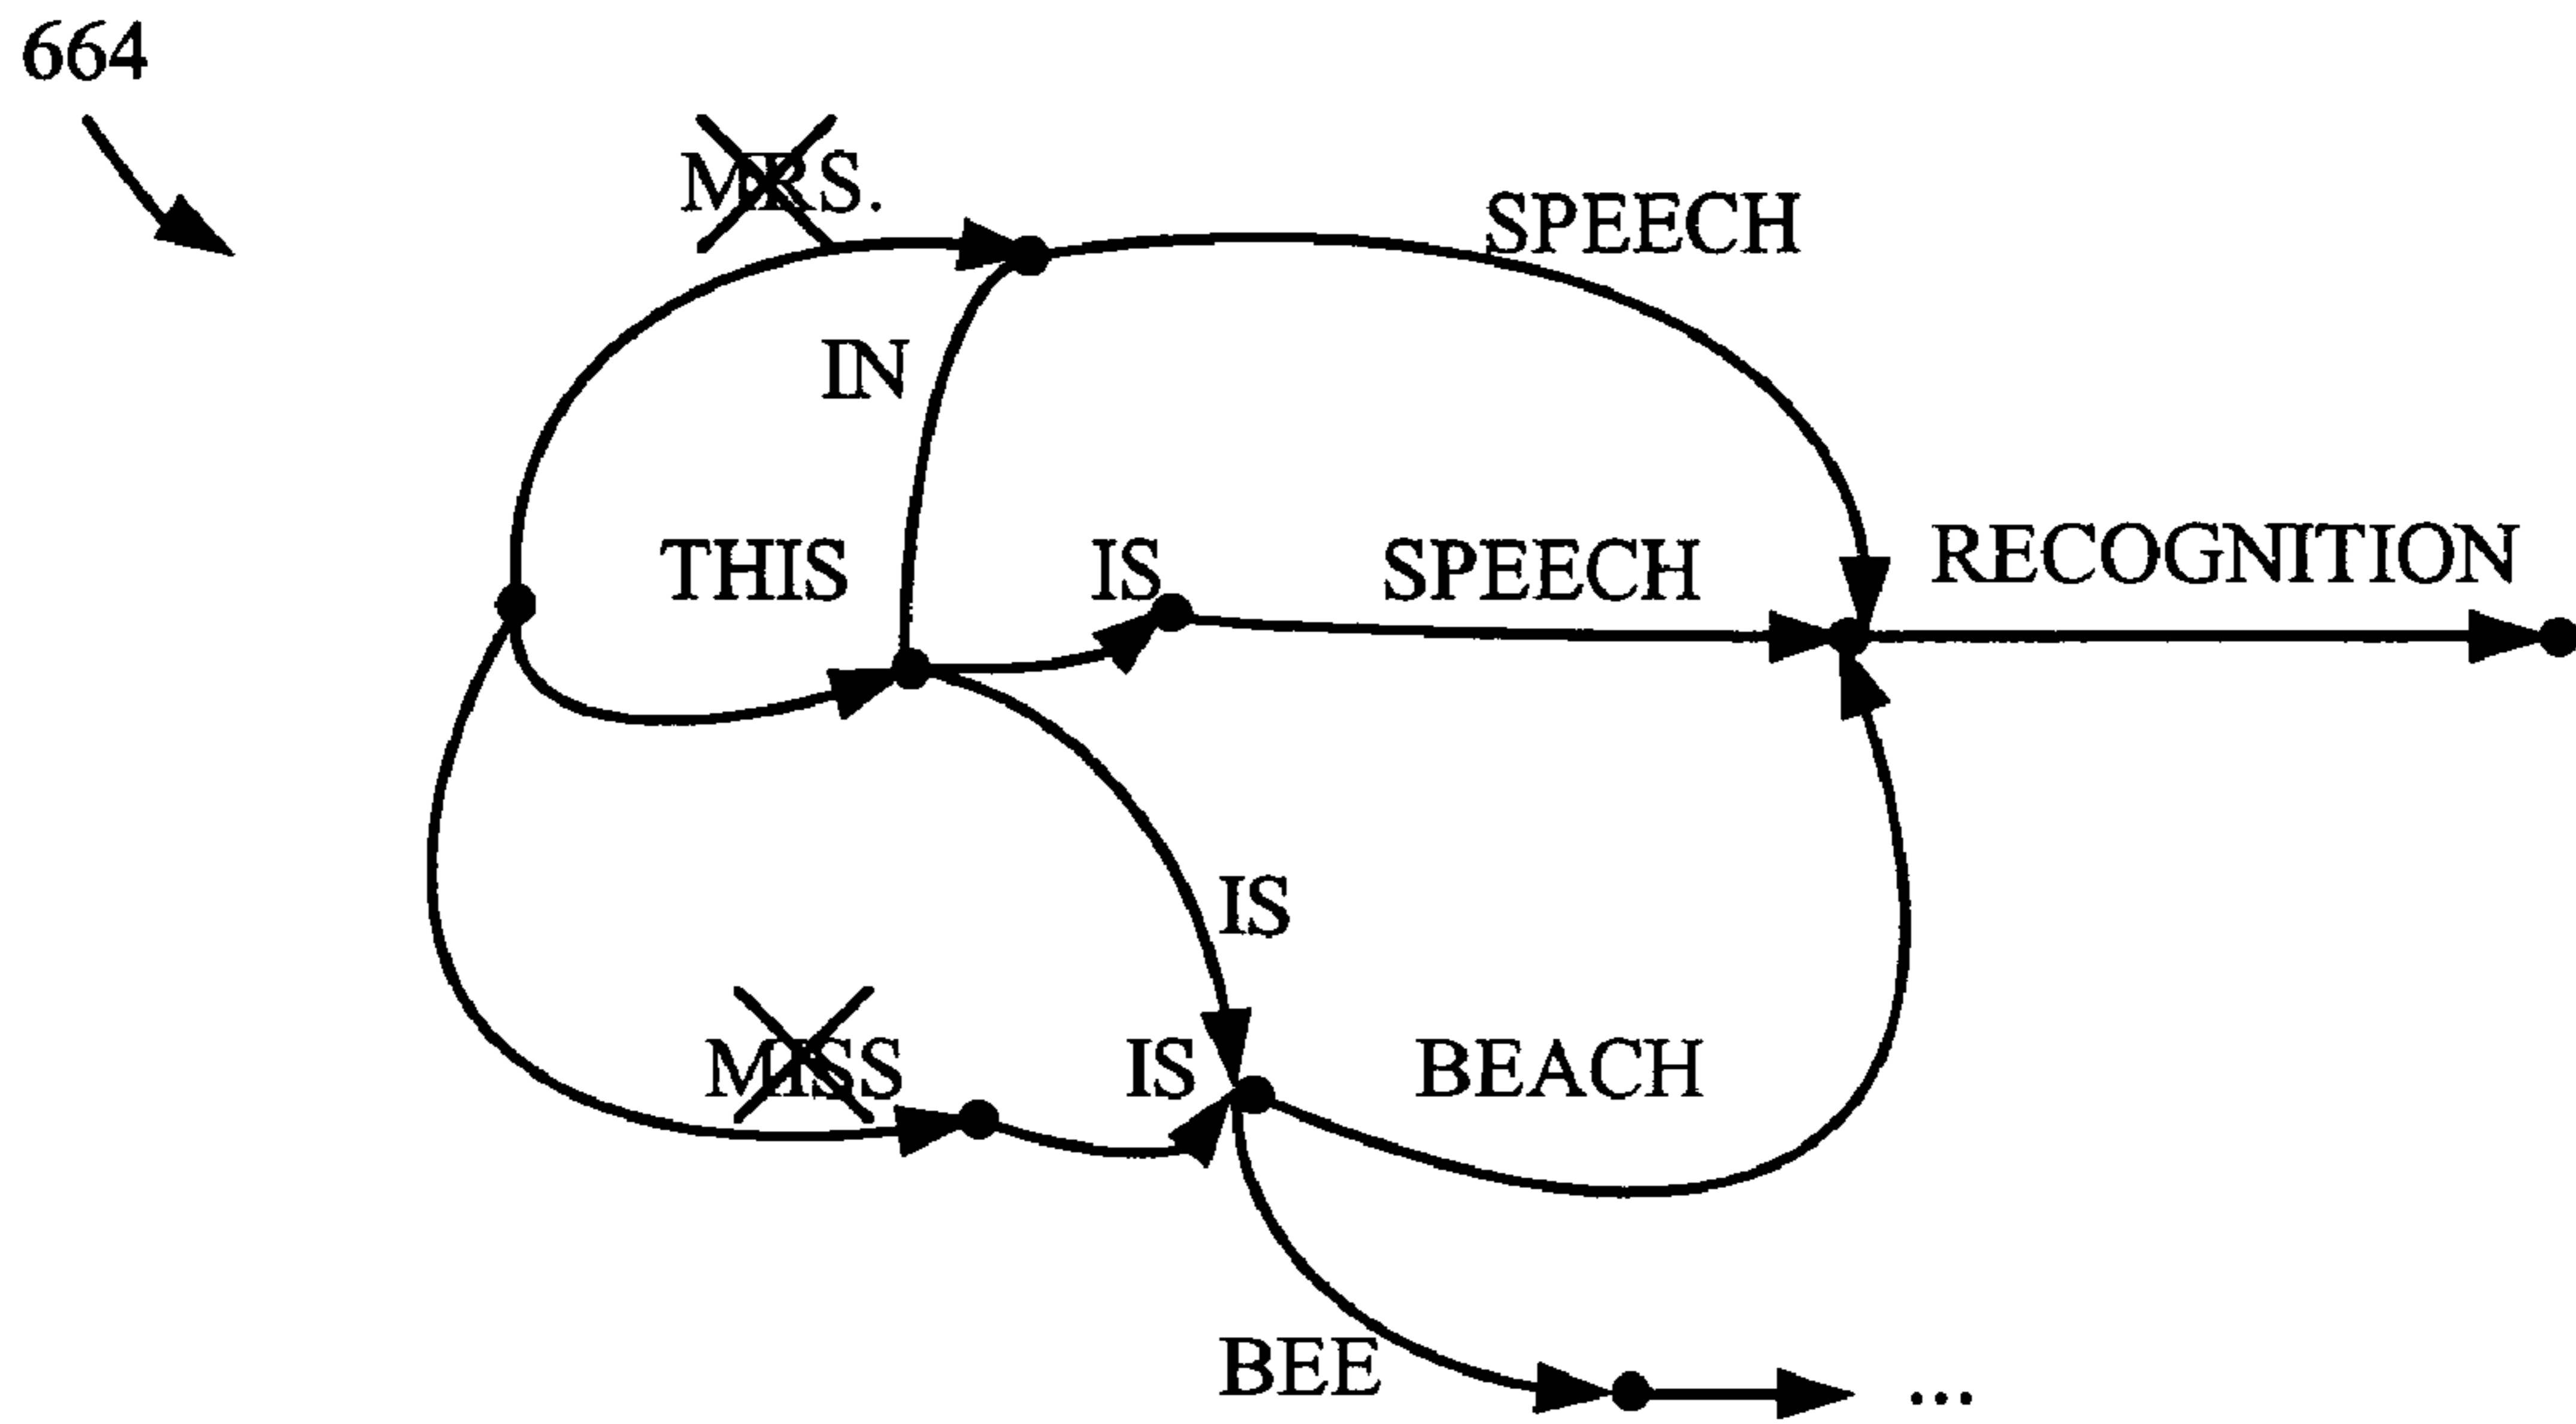 664
MRS.
SPEECH
IN
THIS
IS
SPEECH
RECOGNITION
IS
MISS
IS
BEACH
BEE
...